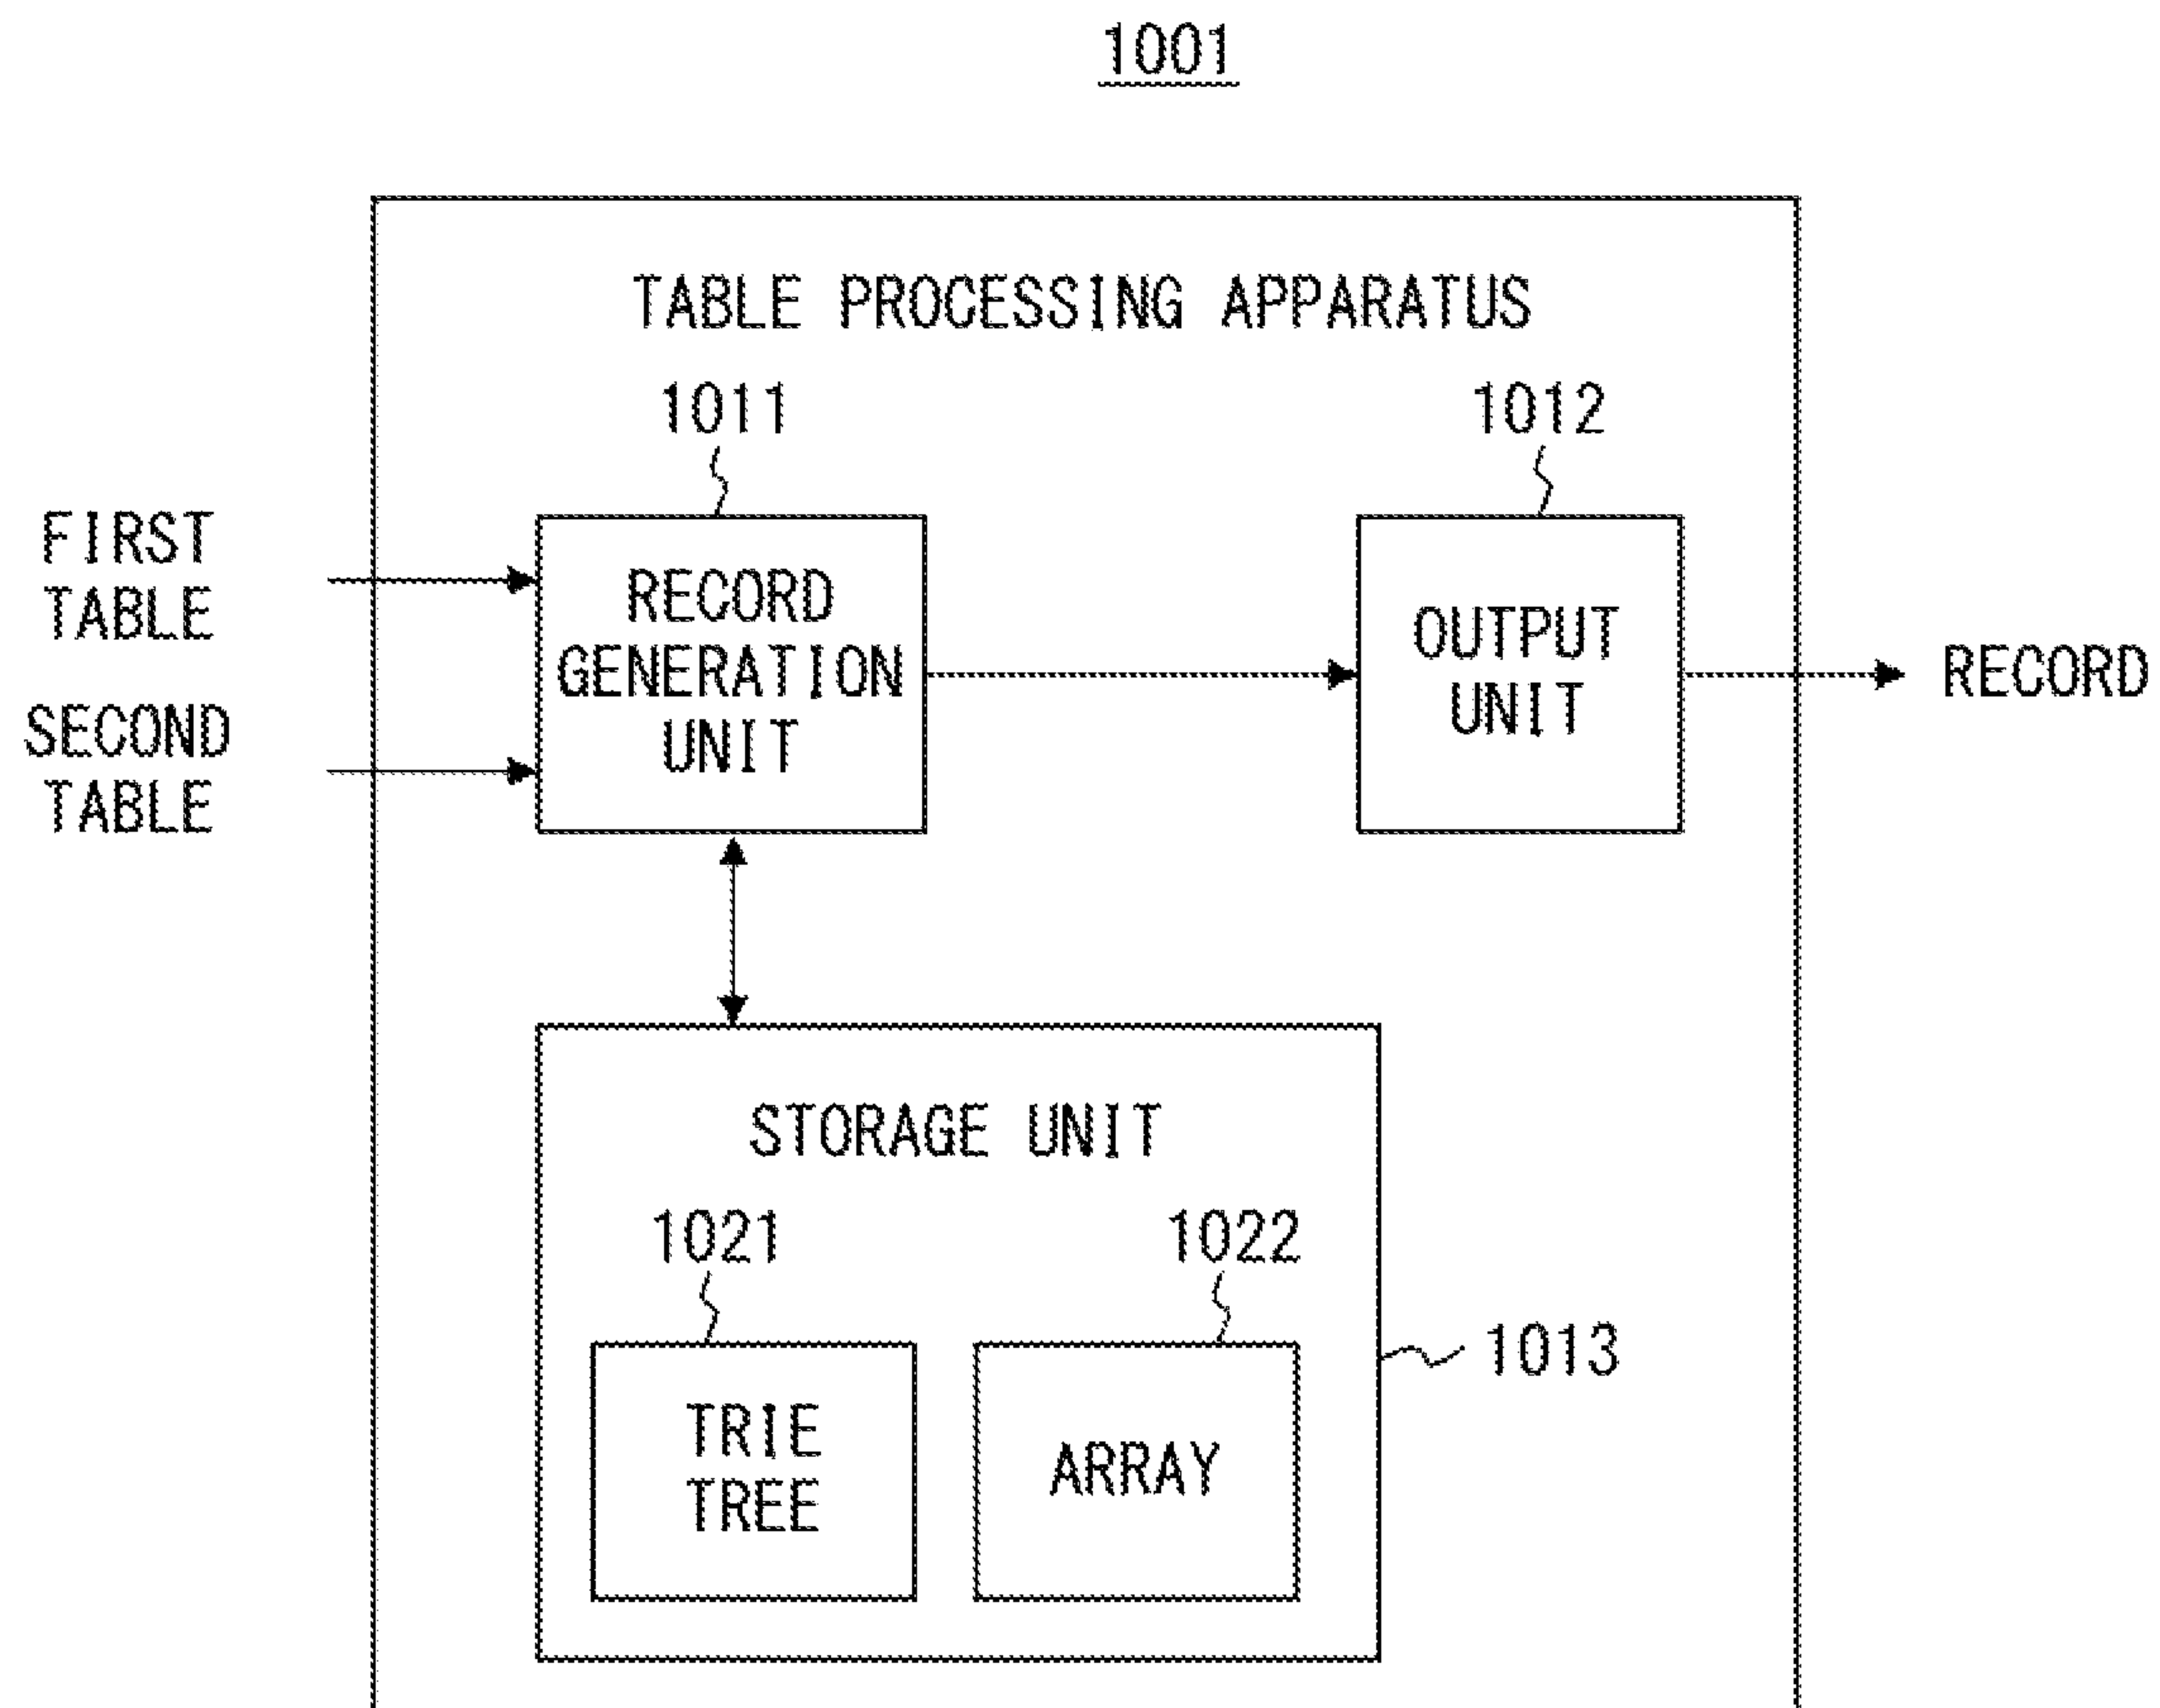 1001
TABLE PROCESSING APPARATUS
1011
1012
FIRST
TABLE
SECOND
TABLE
RECORD
GENERATION
UNIT
OUTPUT
UNIT
RECORD
STORAGE UNIT
1021
1022
1013
TRIE
TREE
ARRAY